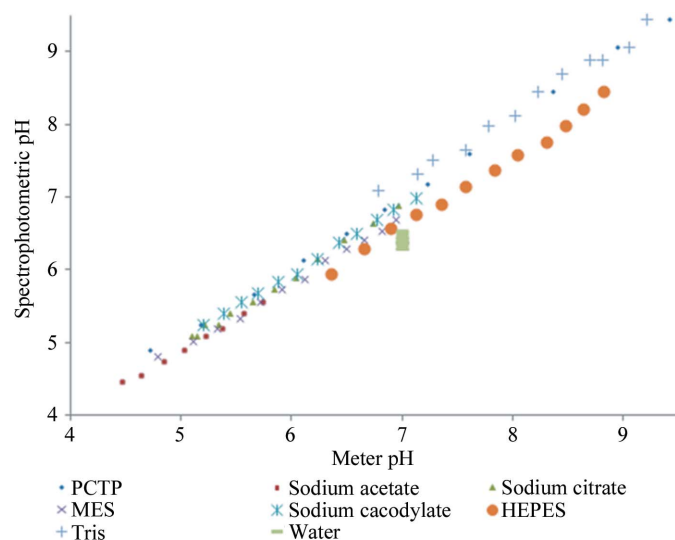 9
8
7
6
5
4
Spectrophotometric pH
4 5 6 7 8 9
Meter pH
PCTP Sodium acetate Sodium citrate
MES Sodium cacodylate HEPES
Tris Water